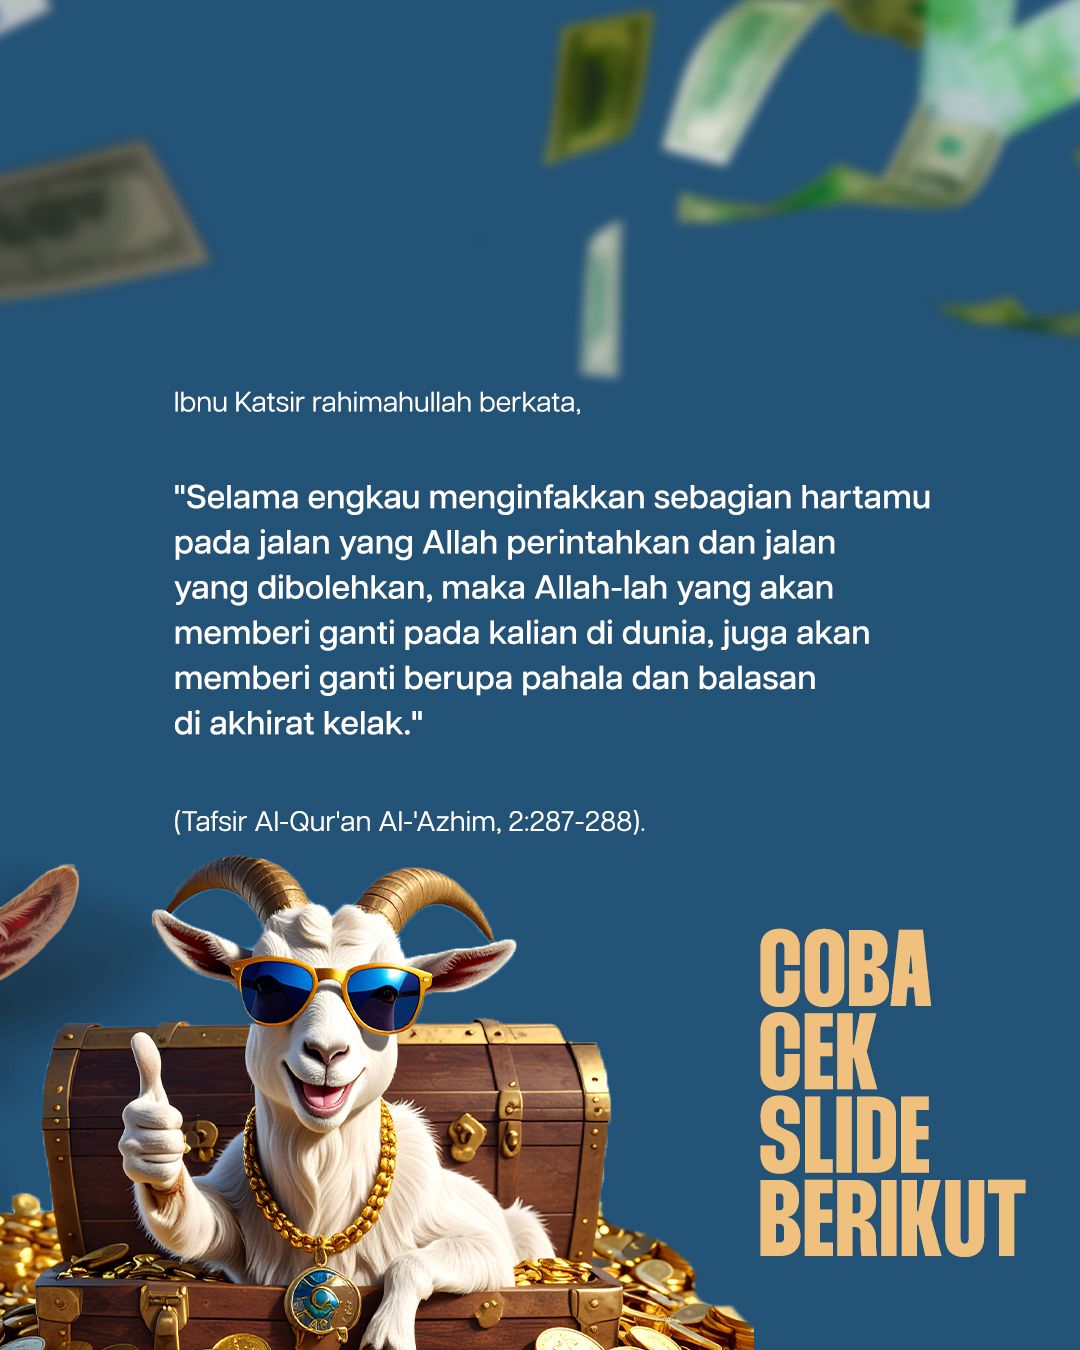 Ibnu Katsir rahimahullah berkata,
"Selama engkau menginfakkan sebagian hartamu
pada jalan yang Allah perintahkan dan jalan
yang dibolehkan, maka Allah-lah yang akan
memberi ganti pada kalian di dunia, juga akan
memberi ganti berupa pahala dan balasan
di akhirat kelak."
(Tafsir Al-Qur'an Al-'Azhim, 2:287-288).
COBA
CEK
SLIDE
BERIKUT